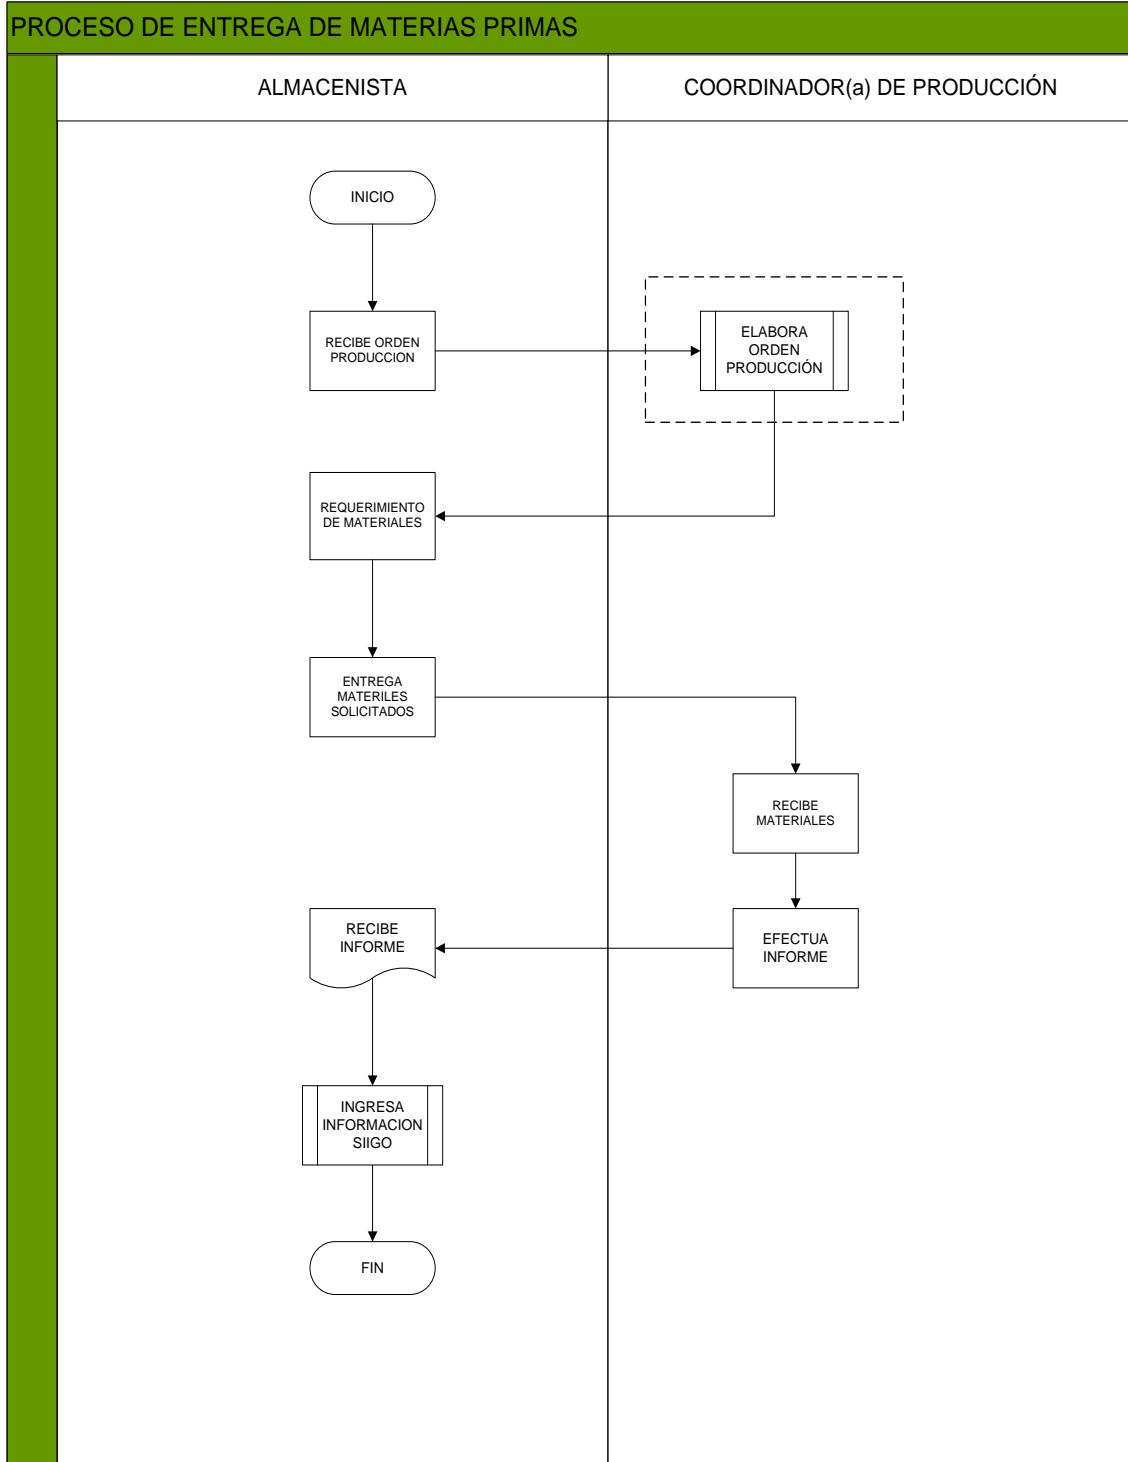 PROCESO DE ENTREGA DE MATERIAS PRIMAS
ALMACENISTA
COORDINADOR(a) DE PRODUCCIÓN
INICIO
RECIBE ORDEN
PRODUCCION
ELABORA
ORDEN
PRODUCCIÓN
REQUERIMIENTO
DE MATERIALES
ENTREGA
MATERILES
SOLICITADOS
RECIBE
MATERIALES
EFECTUA
INFORME
RECIBE
INFORME
INGRESA
INFORMACION
SIIGO
FIN